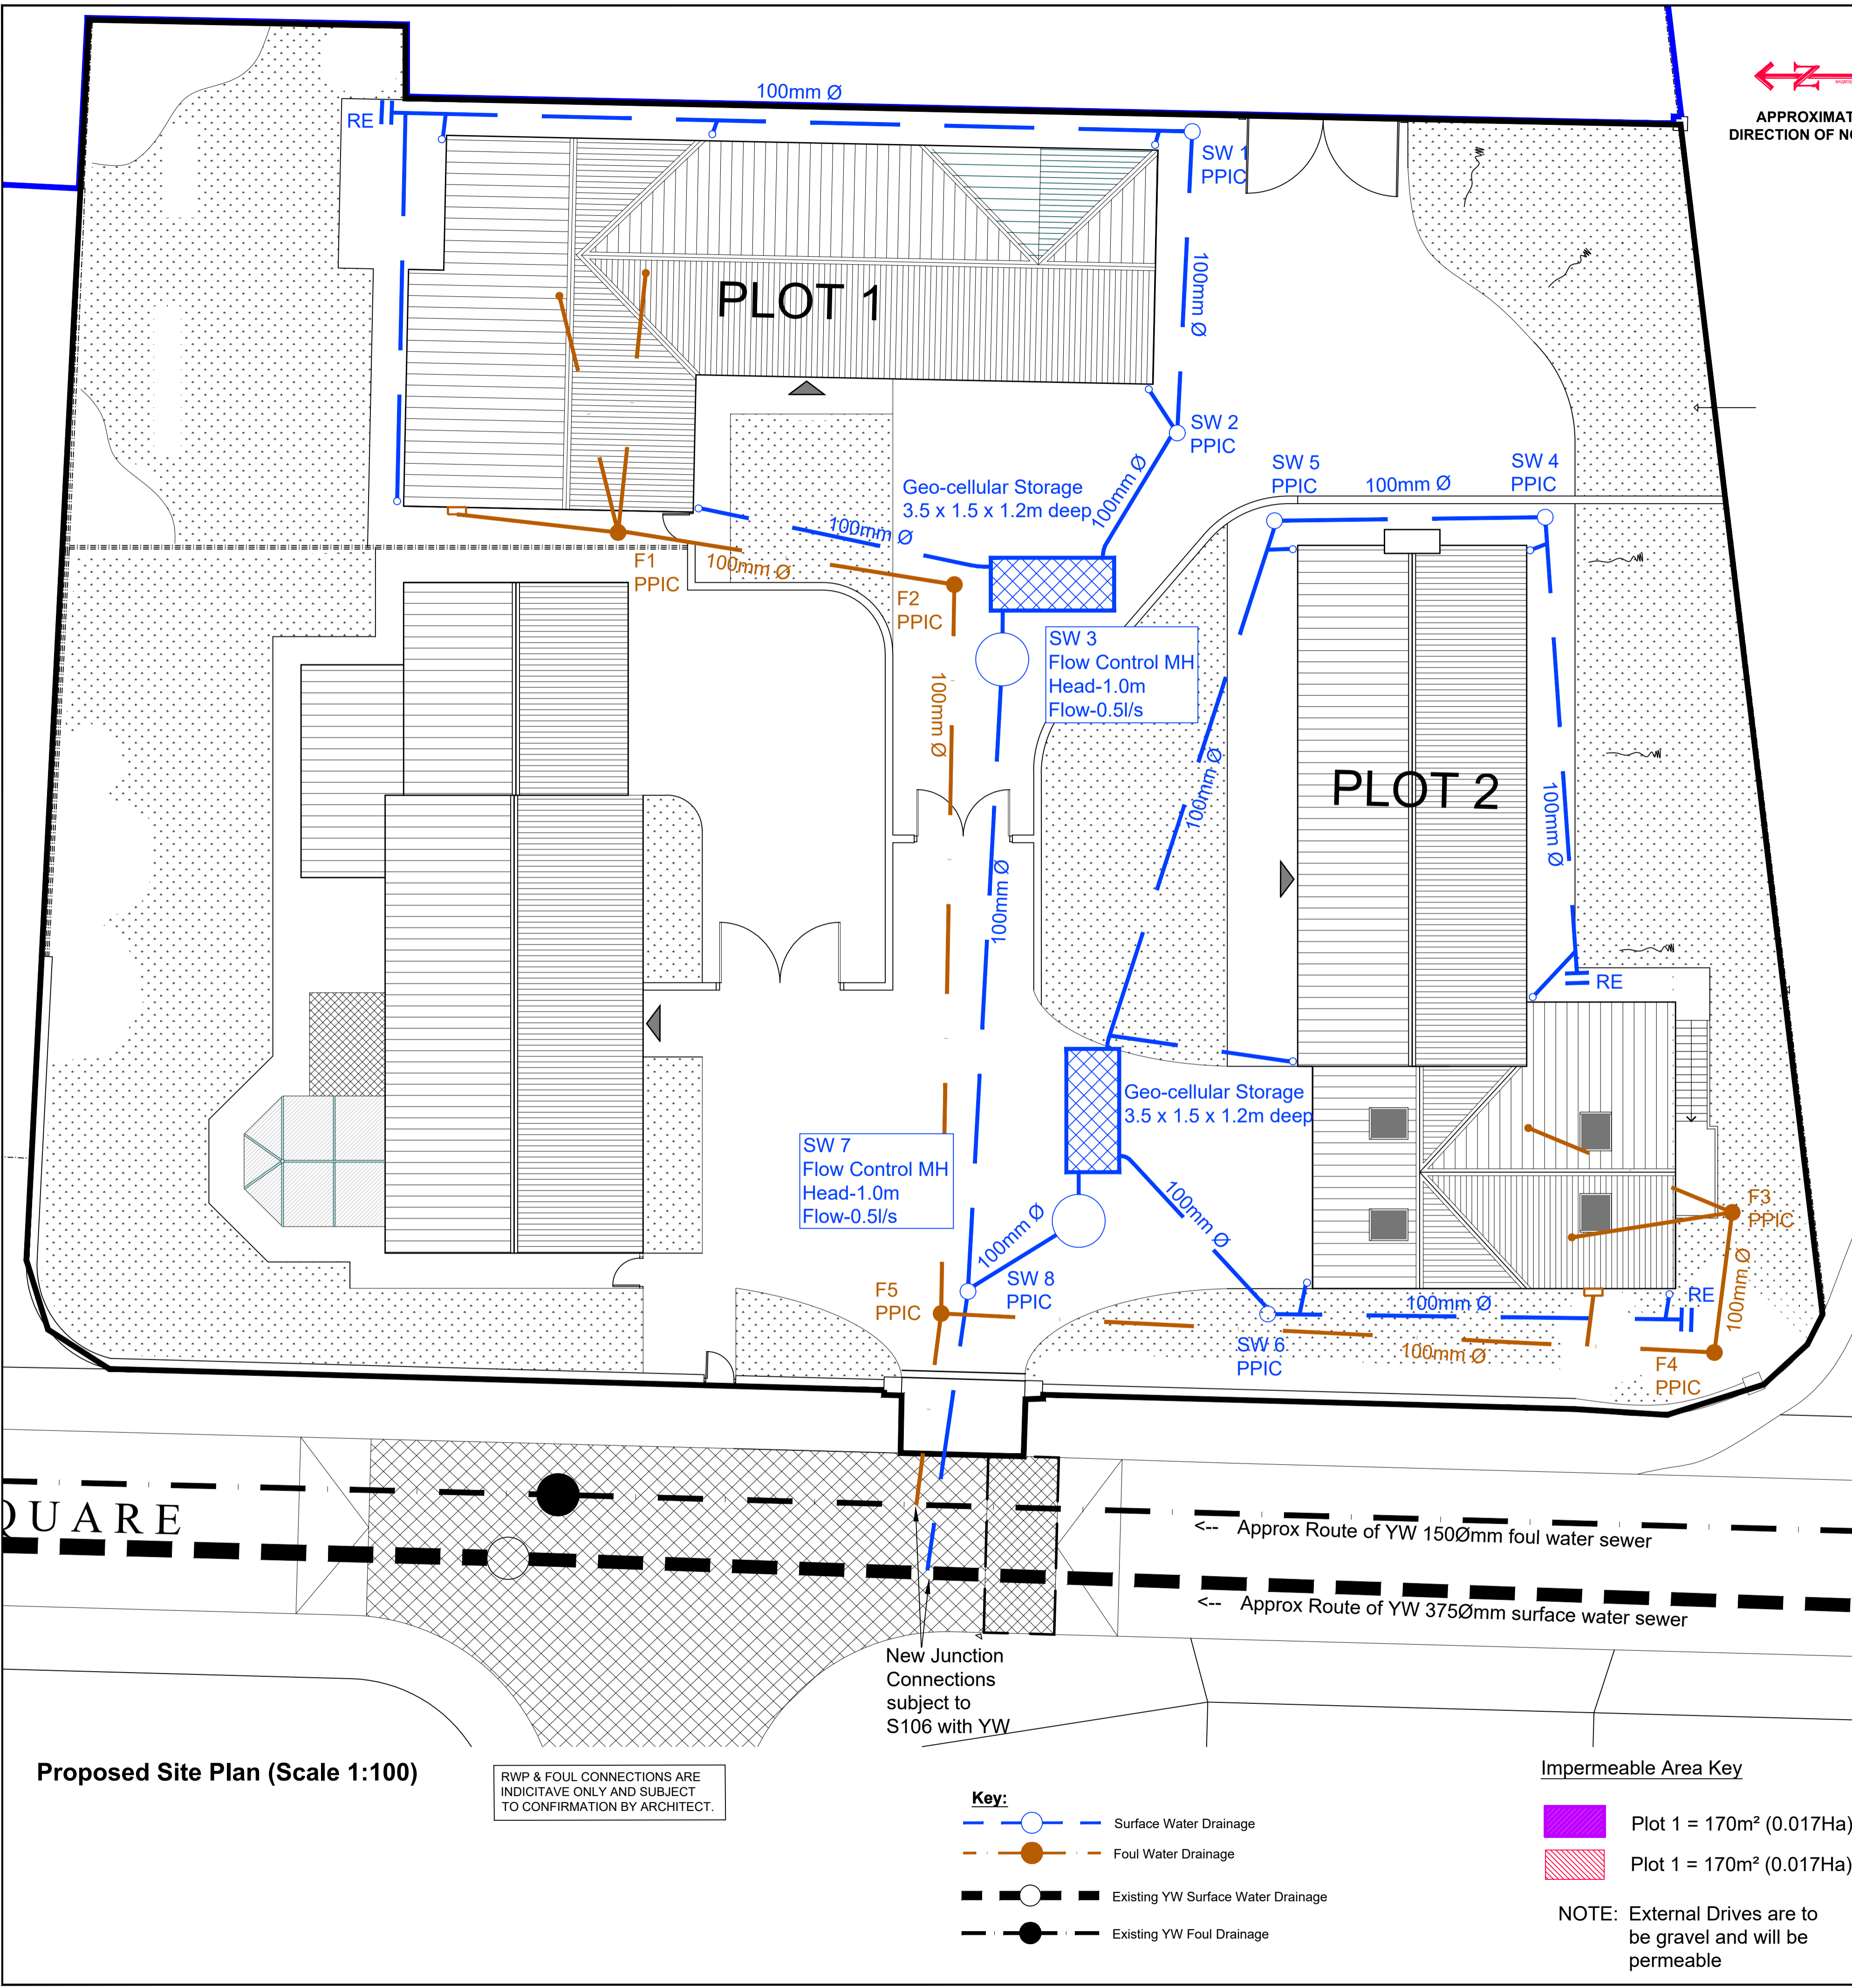 100mm Ø
RE
SW 1
PPIC
APPROXIMAT
DIRECTION OF NO
100mm Ø
PLOT 1
SW 2
PPIC
100mm Ø
Geo-cellular Storage
3.5 x 1.5 x 1.2m deep
100mm Ø
SW 5
PPIC
100mm Ø
SW 4
PPIC
F1
PPIC
100mm Ø
F2
PPIC
SW 3
Flow Control MH
Head-1.0m
Flow-0.5l/s
100mm Ø
100mm Ø
PLOT 2
100mm Ø
100mm Ø
RE
Geo-cellular Storage
3.5 x 1.5 x 1.2m deep
SW 7
Flow Control MH
Head-1.0m
Flow-0.5l/s
100mm Ø
100mm Ø
F3
PPIC
100mm Ø
SW 8
PPIC
F5
PPIC
100mm Ø
RE
SW 6
PPIC
100mm Ø
F4
PPIC
QUARE
<-- Approx Route of YW 150Ømm foul water sewer
<-- Approx Route of YW 375Ømm surface water sewer
New Junction
Connections
subject to
S106 with YW
Proposed Site Plan (Scale 1:100)
RWP & FOUL CONNECTIONS ARE
INDICITAVE ONLY AND SUBJECT
TO CONFIRMATION BY ARCHITECT.
Key:
Surface Water Drainage
Foul Water Drainage
Existing YW Surface Water Drainage
Existing YW Foul Drainage
Impermeable Area Key
Plot 1 = 170m² (0.017Ha)
Plot 1 = 170m² (0.017Ha)
NOTE: External Drives are to
be gravel and will be
permeable